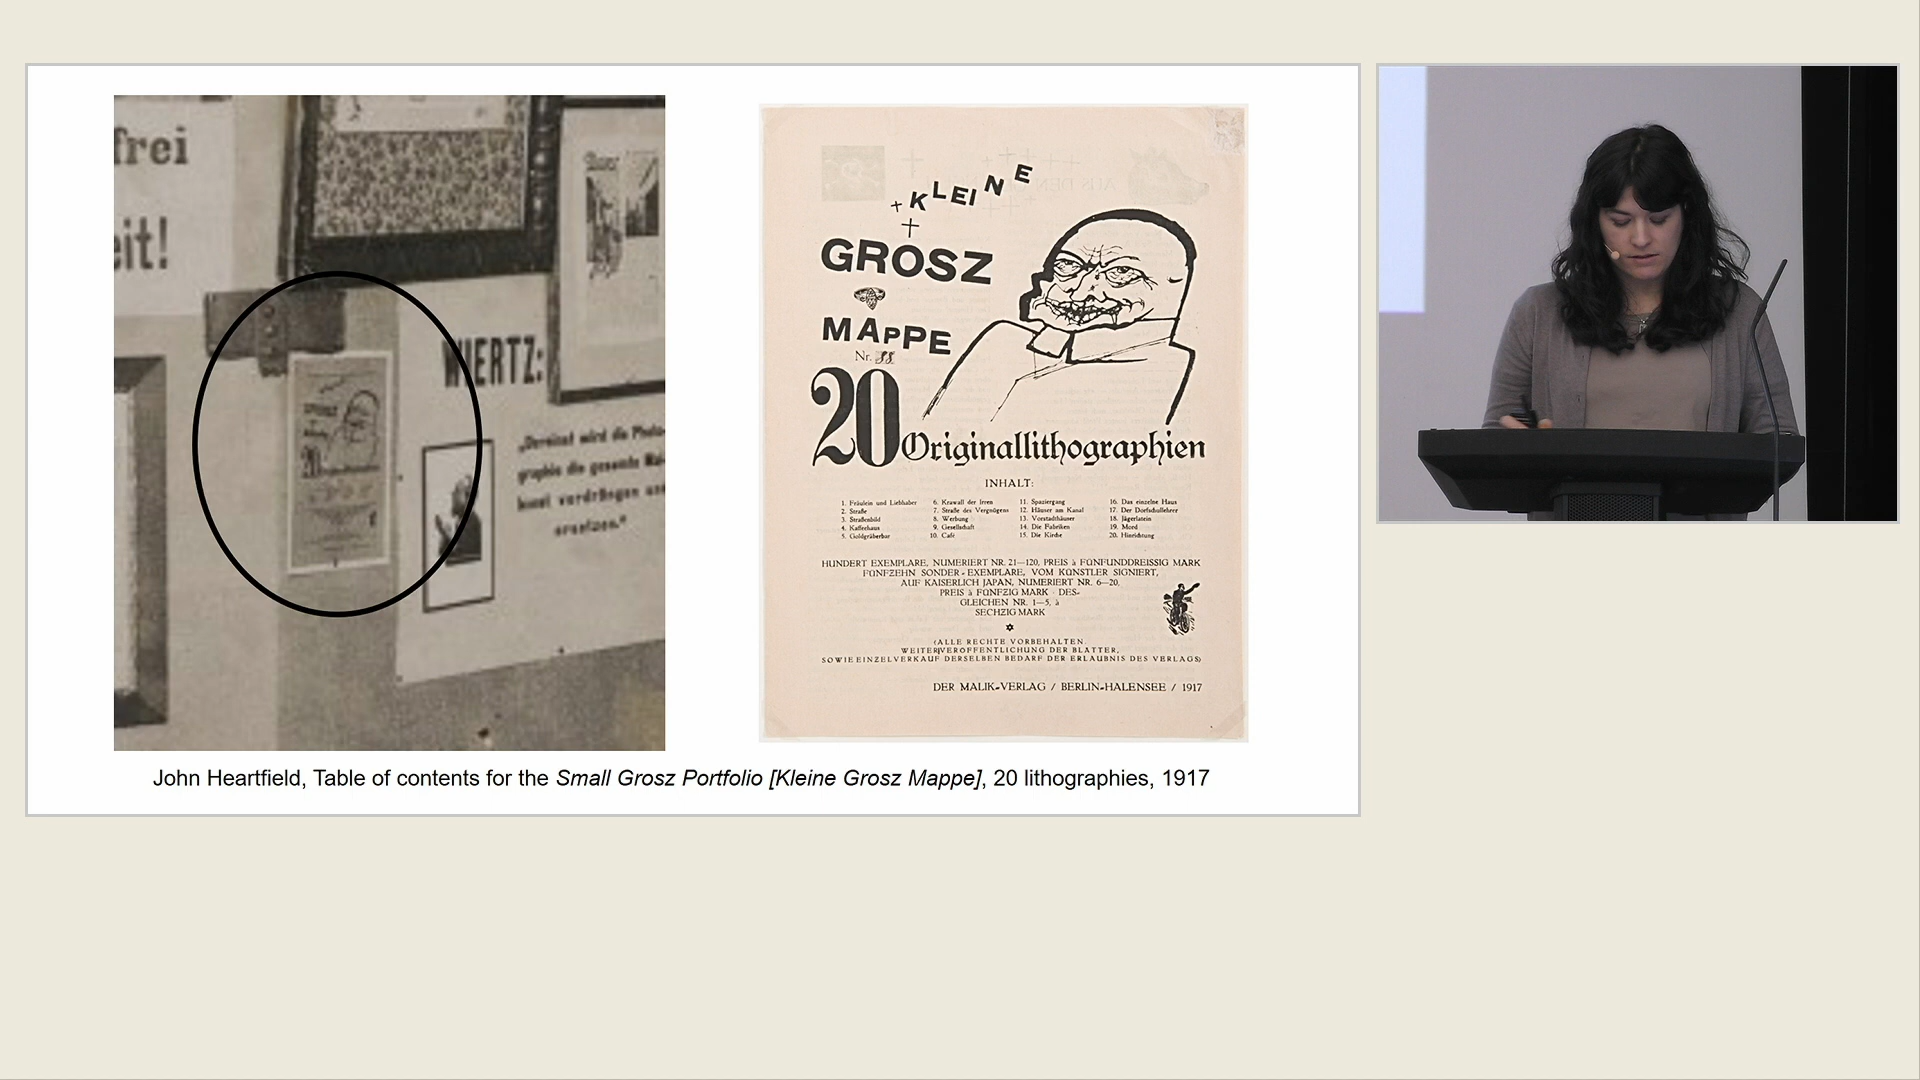 frei
eit!
WIERTZ:
„Dereinst wird die Photo-
graphie die gesamte Mal-
kunst verdrängen und
ersetzen."
GROSZ
20
+ KLEINE
+
GROSZ
MAPPE
Nr. 38
20 Originallithographien
INHALT:
1. Fräulein und Liebhaber
2. Straße
3. Straßenbild
4. Kaffeehaus
5. Goldgräberbar
6. Krawall der Irren
7. Straße des Vergnügens
8. Werbung
9. Gesellschaft
10. Café
11. Spaziergang
12. Häuser am Kanal
13. Vorstadthäuser
14. Die Fabriken
15. Die Kirche
16. Das einzelne Haus
17. Der Dorfschullehrer
18. Jägerlatein
19. Mord
20. Hinrichtung
HUNDERT EXEMPLARE, NUMERIERT NR. 21—120, PREIS à FÜNFUNDDREISSIG MARK
FÜNFZEHN SONDER-EXEMPLARE, VOM KÜNSTLER SIGNIERT,
AUF KAISERLICH JAPAN, NUMERIERT NR. 6—20,
PREIS à FÜNFZIG MARK · DES-
GLEICHEN NR. 1—5, à
SECHZIG MARK
(ALLE RECHTE VORBEHALTEN.
WEITERVERÖFFENTLICHUNG DER BLÄTTER,
SOWIE EINZELVERKAUF DERSELBEN BEDARF DER ERLAUBNIS DES VERLAGS)
DER MALIK-VERLAG / BERLIN-HALENSEE / 1917
John Heartfield, Table of contents for the Small Grosz Portfolio [Kleine Grosz Mappe], 20 lithographies, 1917